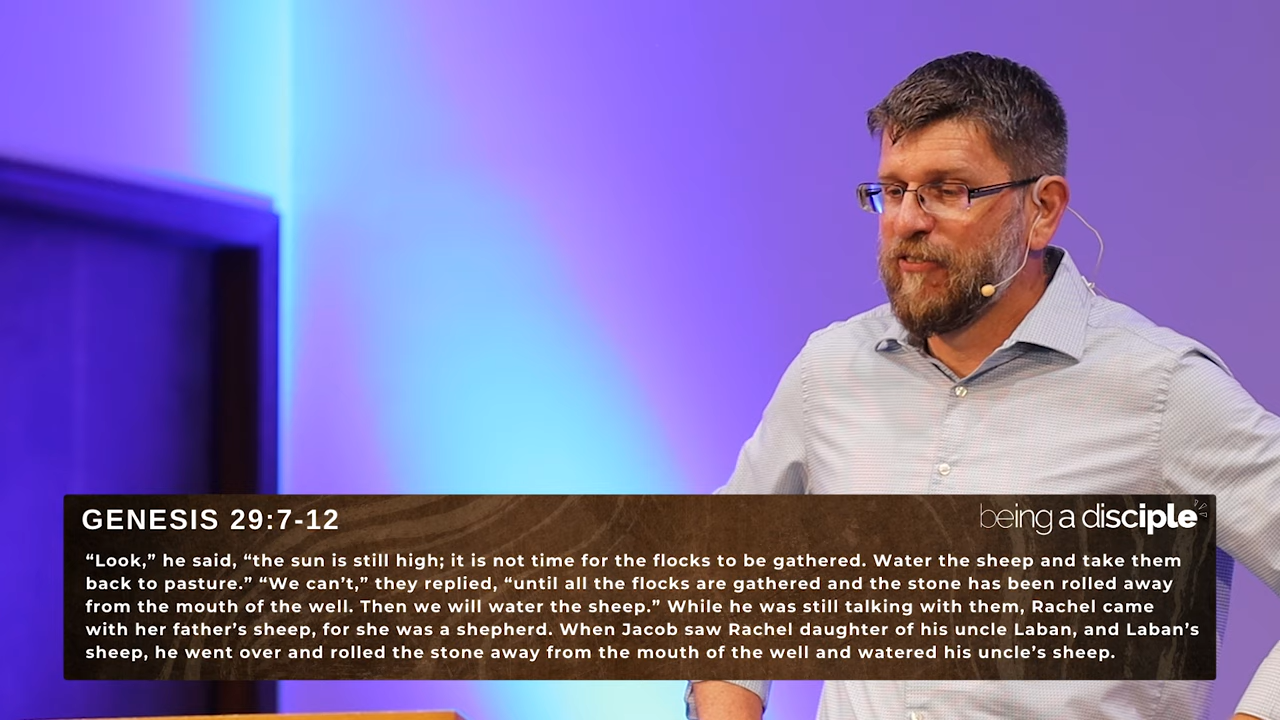 GENESIS 29:7-12
being a disciple
“Look,” he said, “the sun is still high; it is not time for the flocks to be gathered. Water the sheep and take them
back to pasture.” “We can’t,” they replied, “until all the flocks are gathered and the stone has been rolled away
from the mouth of the well. Then we will water the sheep.” While he was still talking with them, Rachel came
with her father’s sheep, for she was a shepherd. When Jacob saw Rachel daughter of his uncle Laban, and Laban’s
sheep, he went over and rolled the stone away from the mouth of the well and watered his uncle’s sheep.